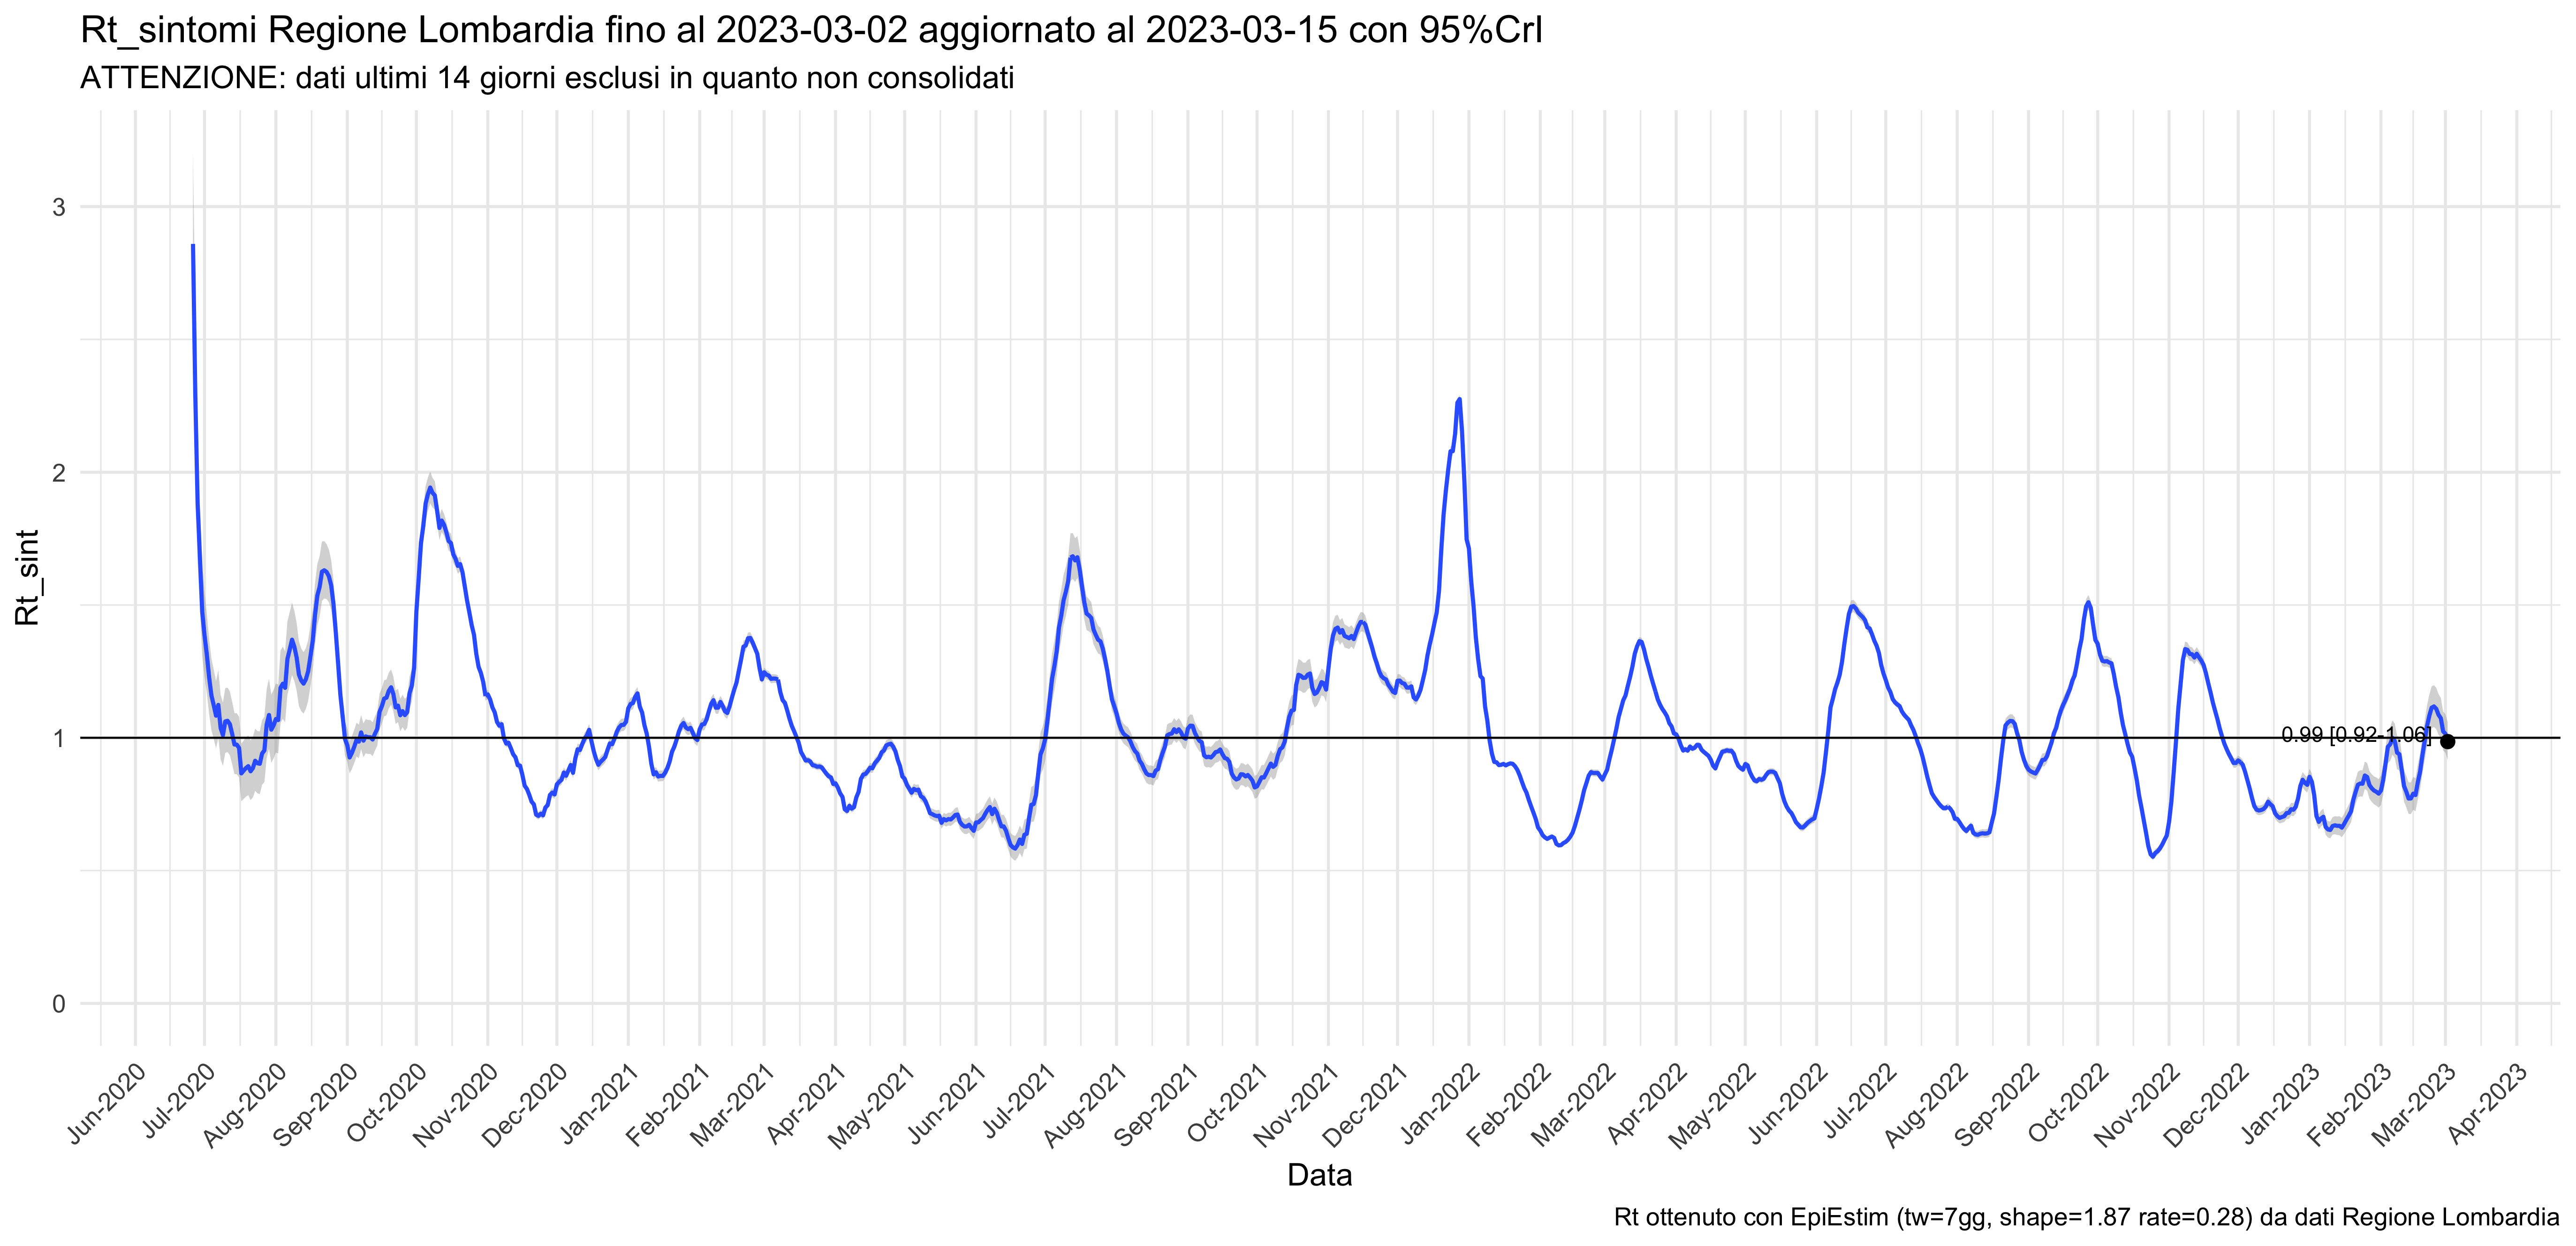 Rt_sintomi Regione Lombardia fino al 2023-03-02 aggiornato al 2023-03-15 con 95%CrI
ATTENZIONE: dati ultimi 14 giorni esclusi in quanto non consolidati
Rt_sint
3
2
1
0
0.99 [0.92-1.06]
Jun-2020
Jul-2020
Aug-2020
Sep-2020
Oct-2020
Nov-2020
Dec-2020
Jan-2021
Feb-2021
Mar-2021
Apr-2021
May-2021
Jun-2021
Jul-2021
Aug-2021
Sep-2021
Oct-2021
Nov-2021
Dec-2021
Jan-2022
Feb-2022
Mar-2022
Apr-2022
May-2022
Jun-2022
Jul-2022
Aug-2022
Sep-2022
Oct-2022
Nov-2022
Dec-2022
Jan-2023
Feb-2023
Mar-2023
Apr-2023
Data
Rt ottenuto con EpiEstim (tw=7gg, shape=1.87 rate=0.28) da dati Regione Lombardia